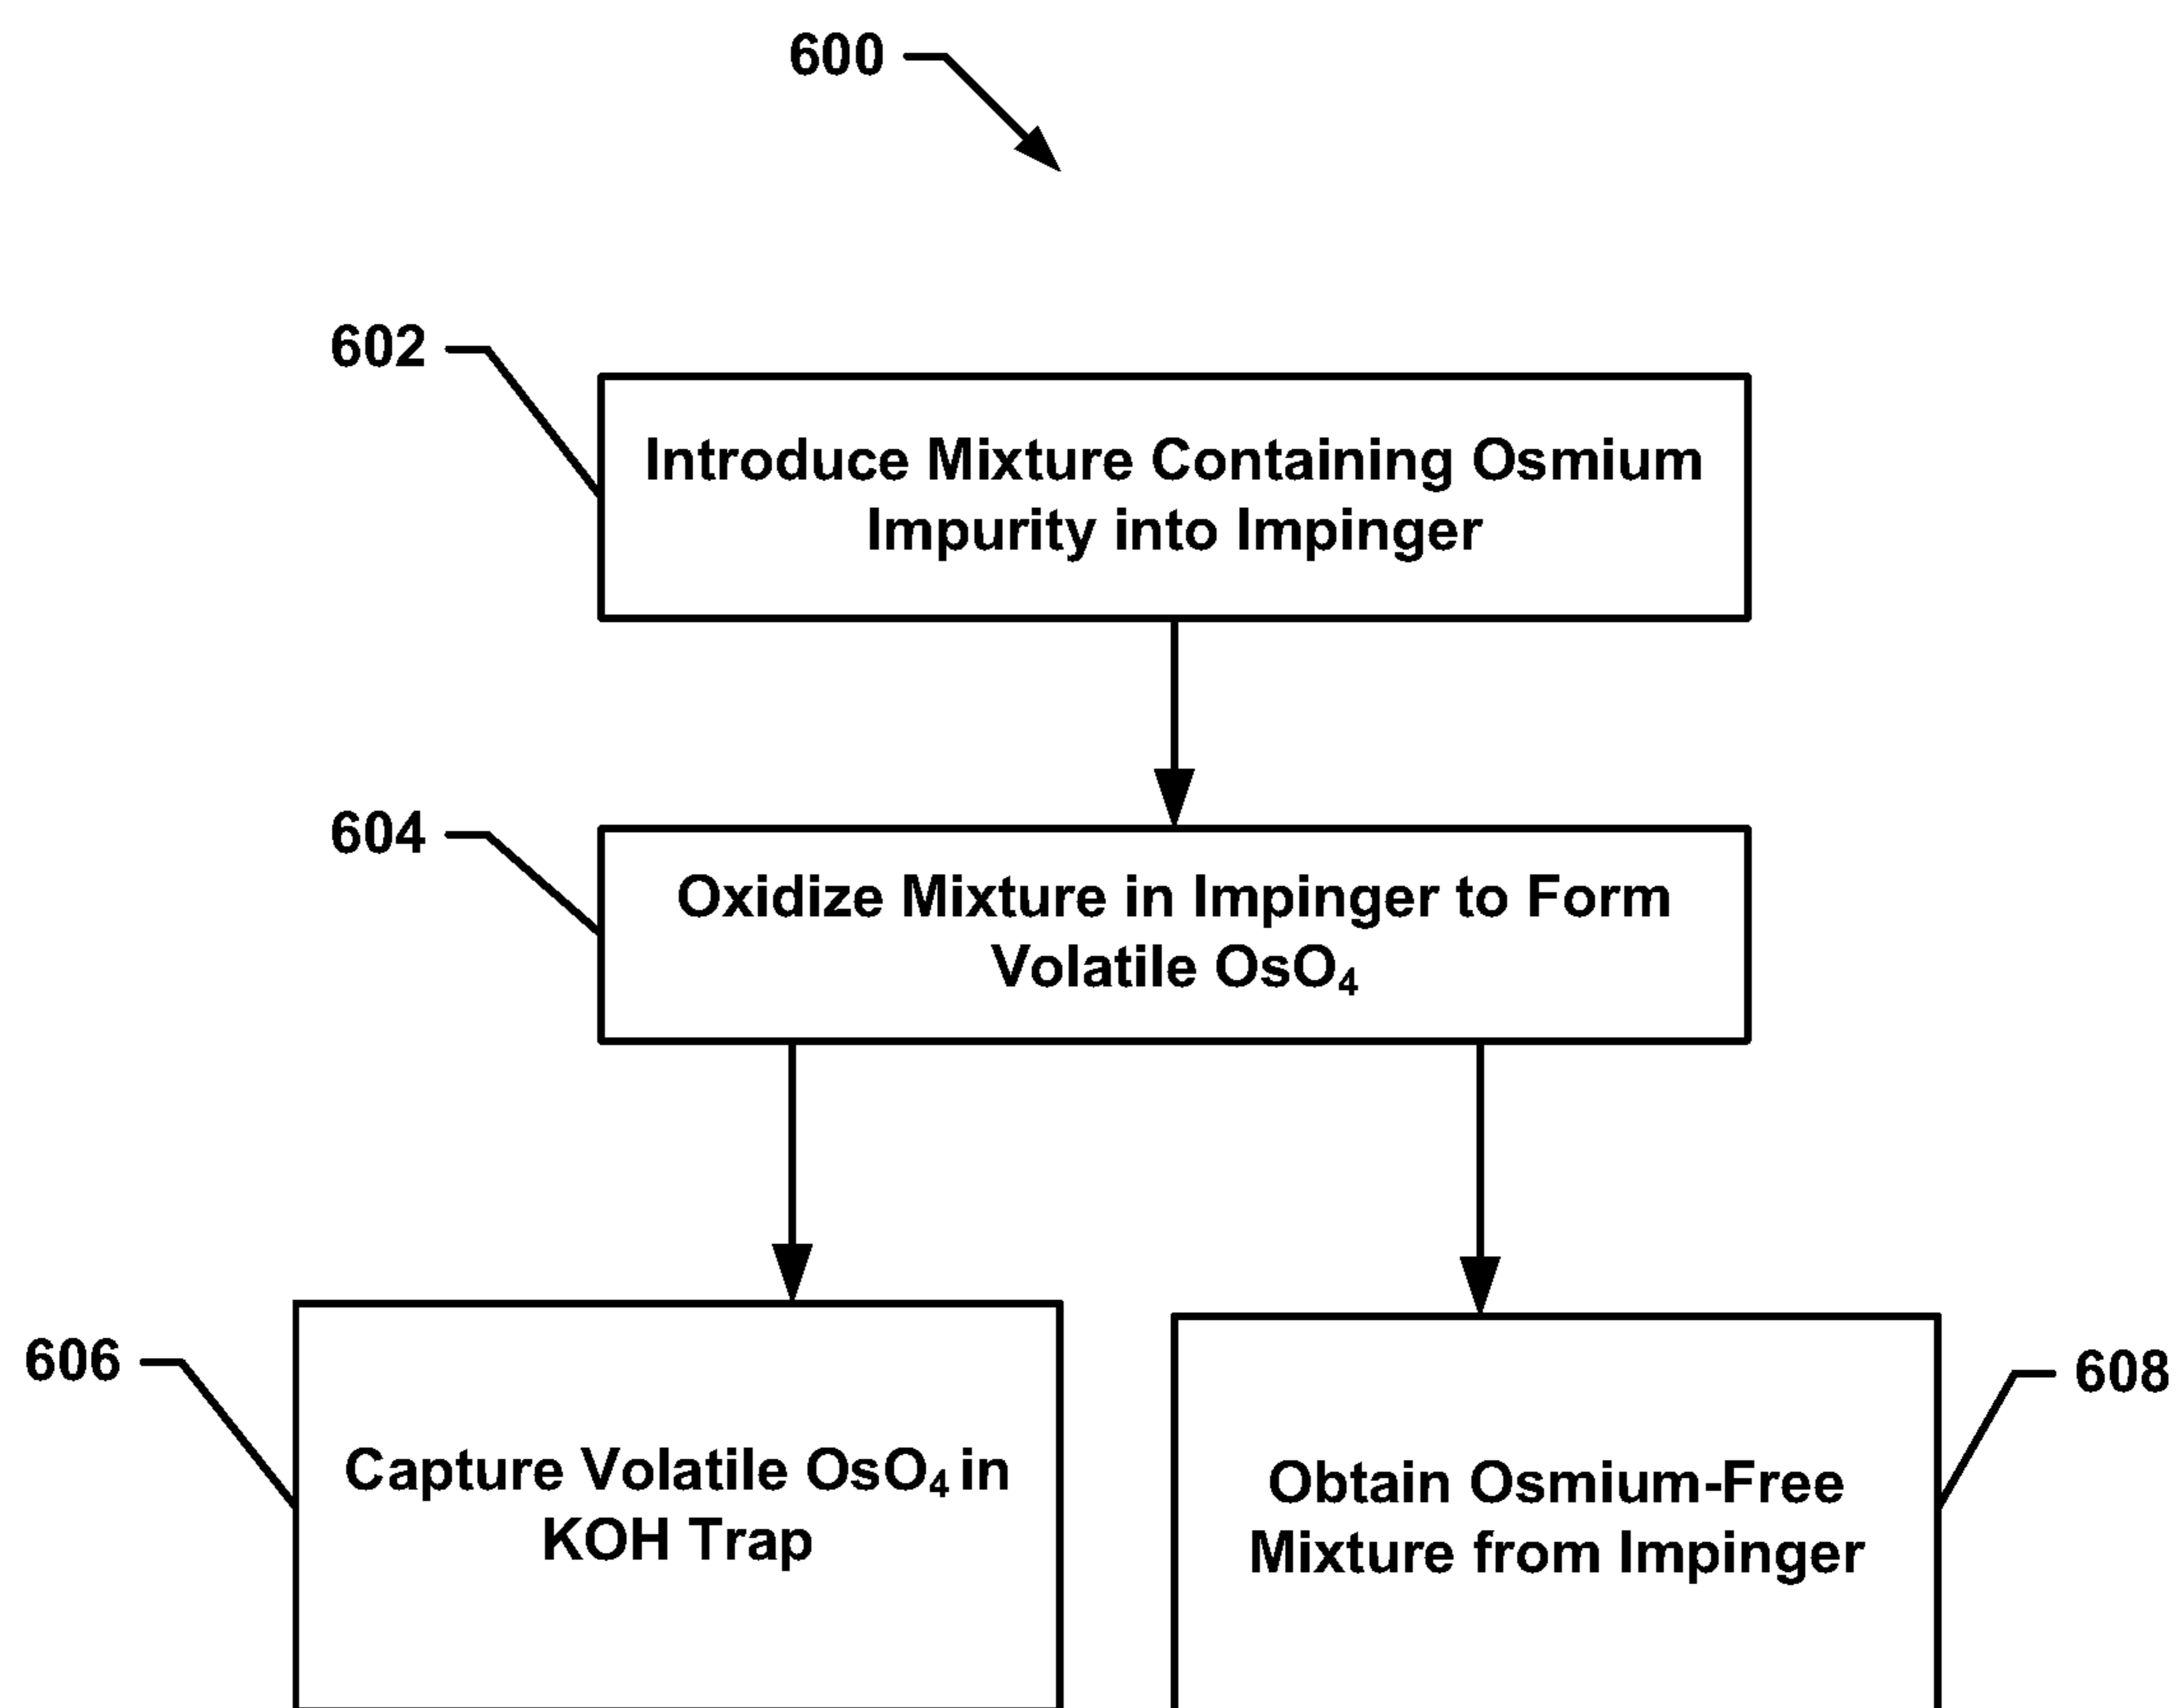 600
602
Introduce Mixture Containing Osmium
Impurity into Impinger
604
Oxidize Mixture in Impinger to Form
Volatile OsO₄
606
Capture Volatile OsO₄ in
KOH Trap
608
Obtain Osmium-Free
Mixture from Impinger